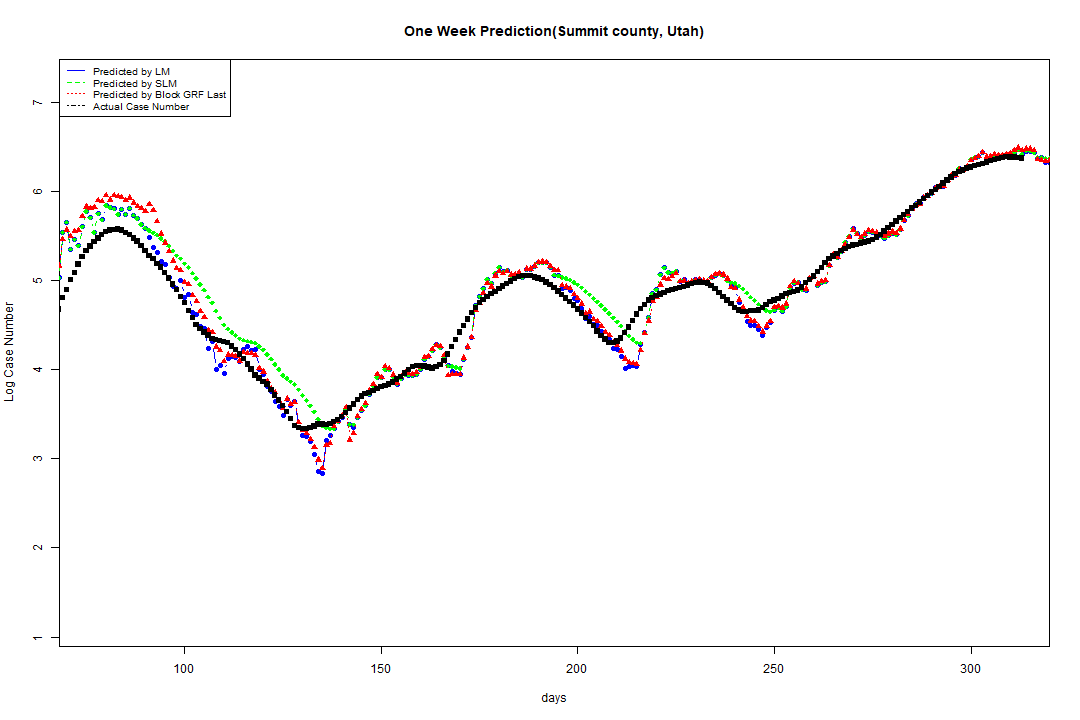 One Week Prediction(Summit county, Utah)
Predicted by LM
Predicted by SLM
Predicted by Block GRF Last
Actual Case Number
7
6
5
4
3
2
1
Log Case Number
100 150 200 250 300
days